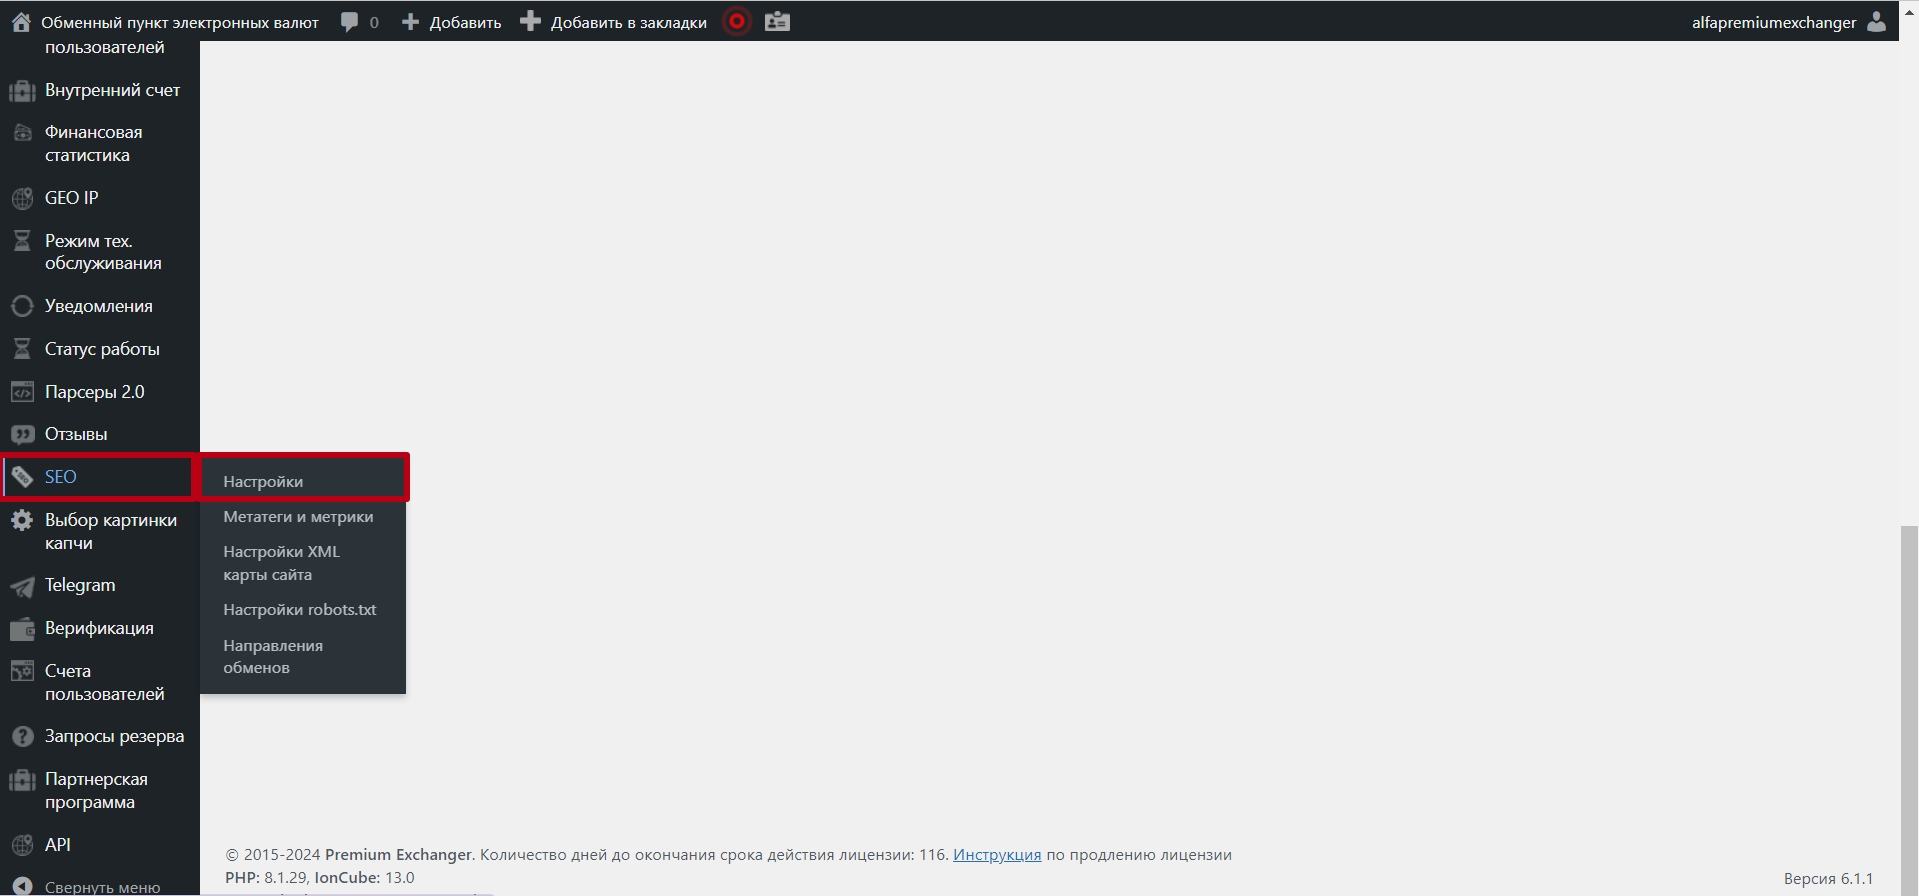 Обменный пункт электронных валют 0 Добавить Добавить в закладки alfapremiumexchanger
пользователей
Внутренний счет
Финансовая
статистика
GEO IP
Режим тех.
обслуживания
Уведомления
Статус работы
Парсеры 2.0
Отзывы
SEO
Настройки
Метатеги и метрики
Настройки XML
карты сайта
Настройки robots.txt
Направления
обменов
Выбор картинки
капчи
Telegram
Верификация
Счета
пользователей
Запросы резерва
Партнерская
программа
API
Свернуть меню
© 2015-2024 Premium Exchanger. Количество дней до окончания срока действия лицензии: 116. Инструкция по продлению лицензии
PHP: 8.1.29, IonCube: 13.0
Версия 6.1.1